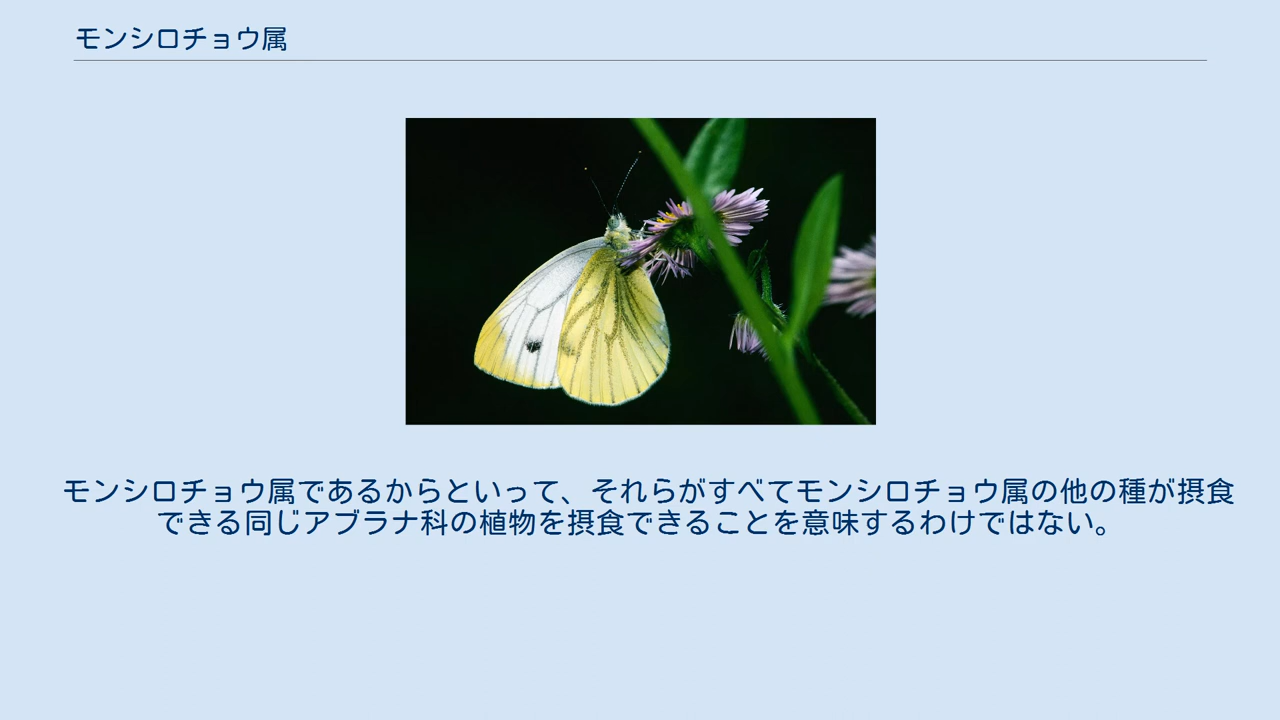 モンシロチョウ属
モンシロチョウ属であるからといって、それらがすべてモンシロチョウ属の他の種が摂食
できる同じアブラナ科の植物を摂食できることを意味するわけではない。